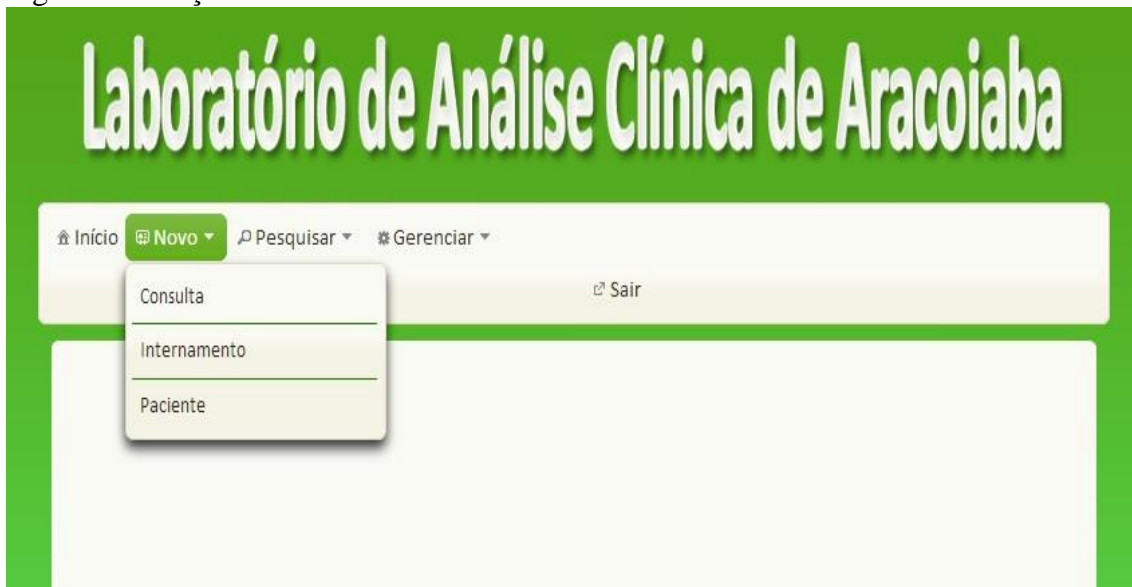 Laboratório de Análise Clínica de Aracoiaba
Início Novo Pesquisar Gerenciar
Sair
Consulta
Internamento
Paciente